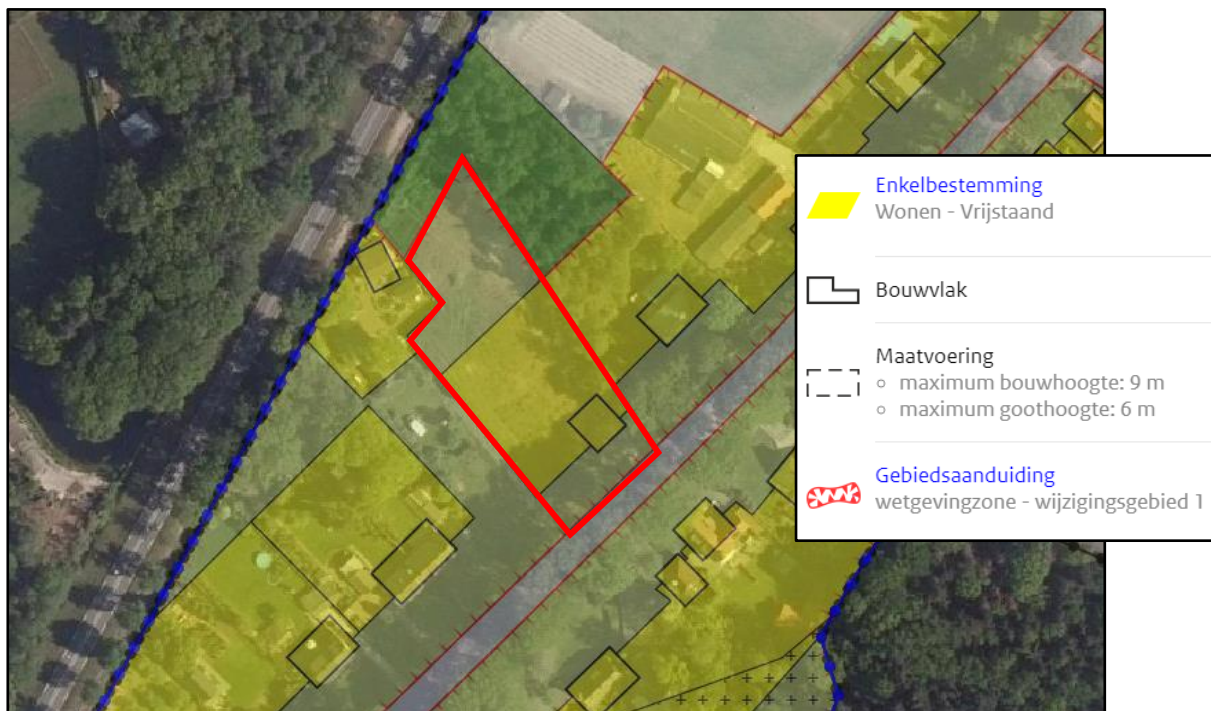 Enkelbestemming
Wonen - Vrijstaand
Bouwvlak
Maatvoering
maximum bouwhoogte: 9 m
maximum goothoogte: 6 m
Gebiedsaanduiding
wetgevingzone - wijzigingsgebied 1